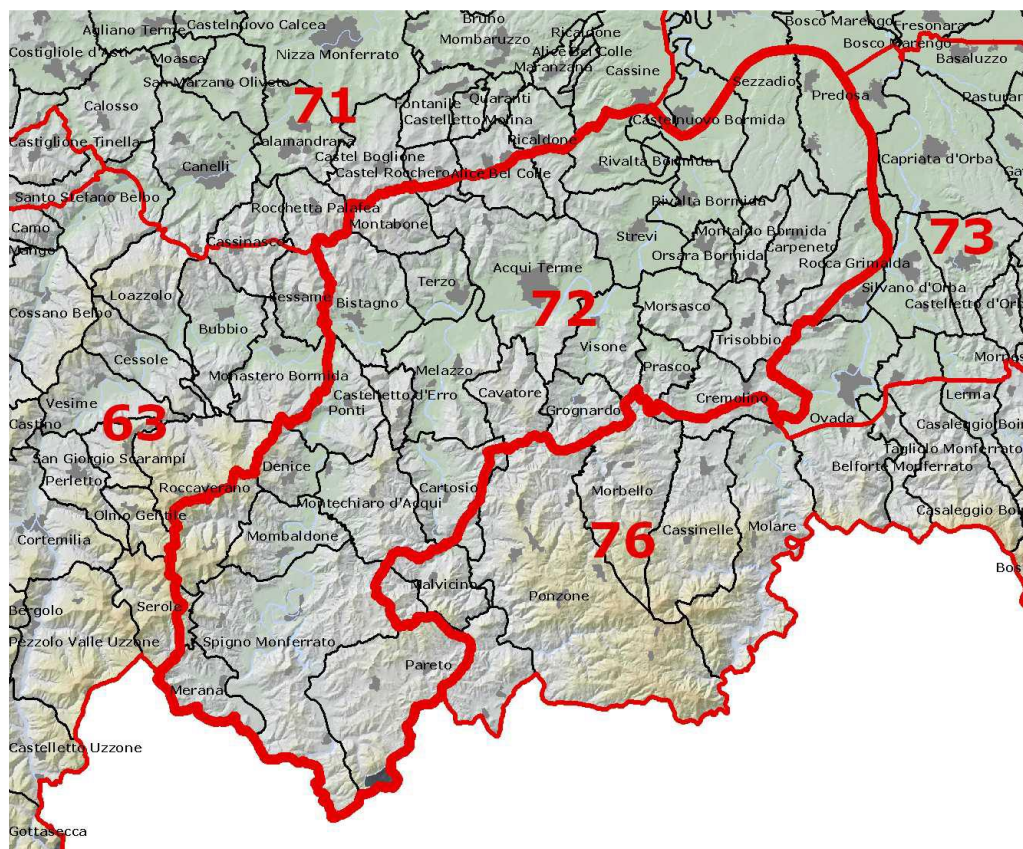 Agliano Terme
Castelnuovo Calcea
Bruno
Bosco Marengo
Fresonara
Costigliole d'Asti
Moasca
Nizza Monferrato
Mombaruzzo
Ricaldone
Alice Bel Colle
Maranzana
Cassine
Bosco Marengo
Basaluzzo
San Marzano Oliveto
Sezzadio
Predosa
Calosso
71
Fontanile
Quaranti
Castelletto Molina
Castelnuovo Bormida
Castiglione Tinella
Calamandrana
Ricaldone
Canelli
Castel Boglione
Castel Rocchero
Alice Bel Colle
Rivalta Bormida
Capriata d'Orba
Santo Stefano Belbo
Rocchetta Palafea
Rivalta Bormida
Camo
Montabone
Mango
Cassinasco
Strevi
Montaldo Bormida
Carpeneto
73
Orsara Bormida
Rocca Grimalda
Loazzolo
Sessame
Bistagno
Terzo
Acqui Terme
Silvano d'Orba
Cossano Belbo
Bubbio
72
Morsasco
Castelletto d'Or
Cessole
Visone
Trisobbio
Monastero Bormida
Melazzo
Prasco
Vesime
Castelletto d'Erro
Cavatore
Cremolino
Lerma
Castino
63
Ponti
Grognardo
Ovada
Casaleggio Boi
San Giorgio Scarampi
Denice
Tagliolo Monferrato
Perletto
Roccaverano
Cartosio
Morbello
Belforte Monferrato
Olmo Gentile
Montechiaro d'Acqui
Casaleggio Boi
Cortemilia
Mombaldone
76
Cassinelle
Molare
Bergolo
Serole
Malvicino
Ponzone
Pezzolo Valle Uzzone
Spigno Monferrato
Pareto
Merana
Castelletto Uzzone
Gottasecca